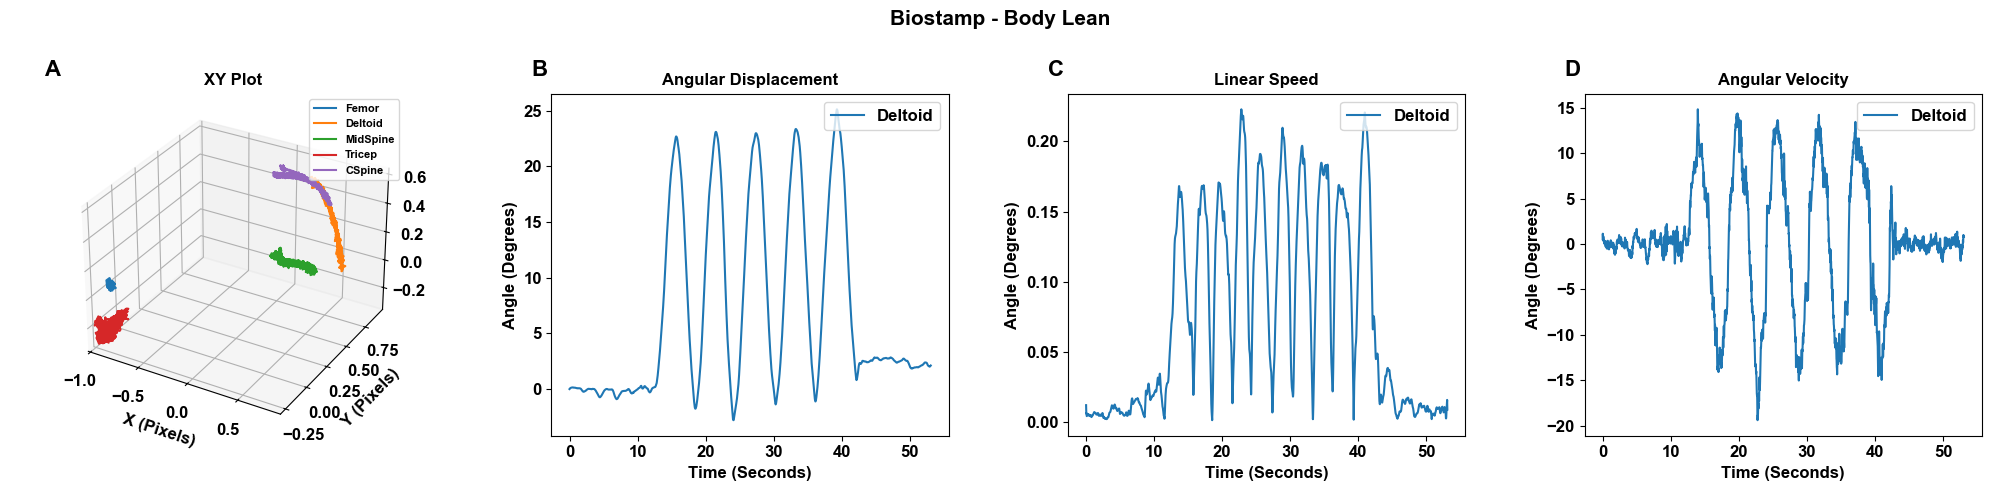 Biostamp - Body Lean
A
XY Plot
Femor
Deltoid
MidSpine
Tricep
CSpine
0.6
0.4
0.2
0.0
−0.2
−1.0
−0.5
0.0
0.5
X (Pixels)
−0.25
0.00
0.25
0.50
0.75
Y (Pixels)
B
Angular Displacement
Deltoid
25
20
15
10
5
0
Angle (Degrees)
0 10 20 30 40 50
Time (Seconds)
C
Linear Speed
Deltoid
0.20
0.15
0.10
0.05
0.00
Angle (Degrees)
0 10 20 30 40 50
Time (Seconds)
D
Angular Velocity
Deltoid
15
10
5
0
−5
−10
−15
−20
Angle (Degrees)
0 10 20 30 40 50
Time (Seconds)